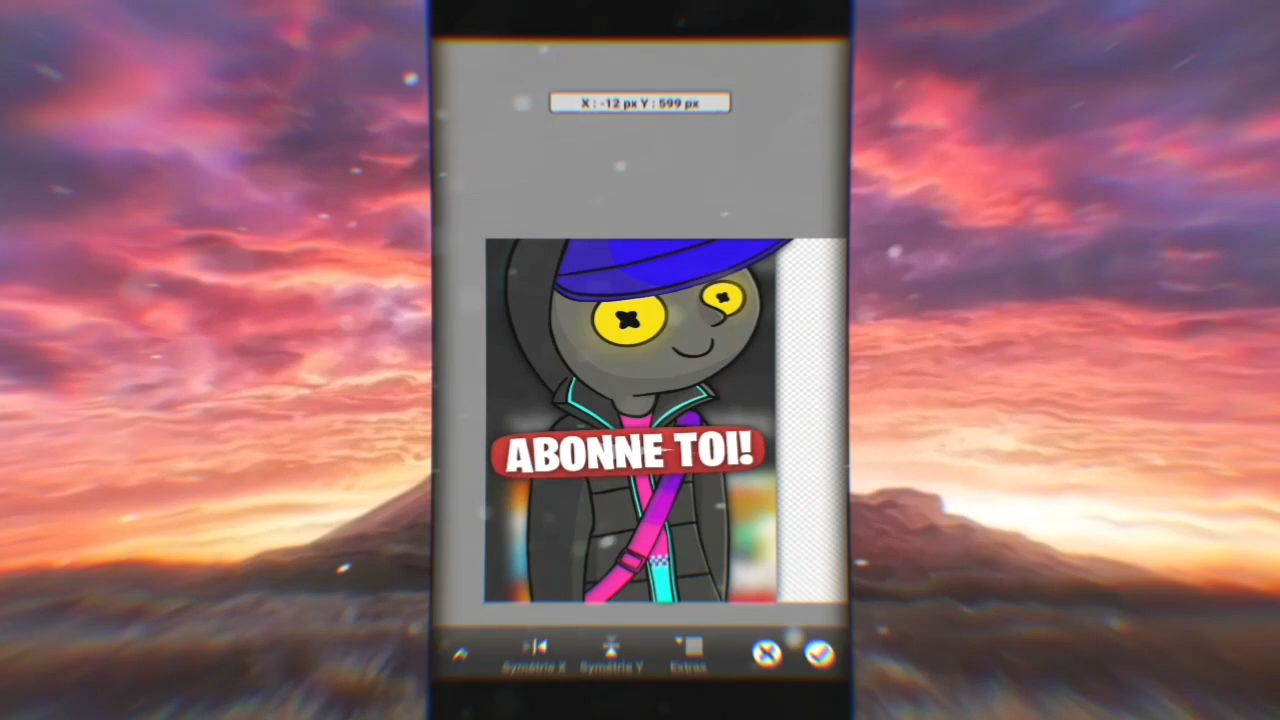 X : -12 px Y : 599 px
ABONNE TOI!
Symétrie X Symétrie Y Extras